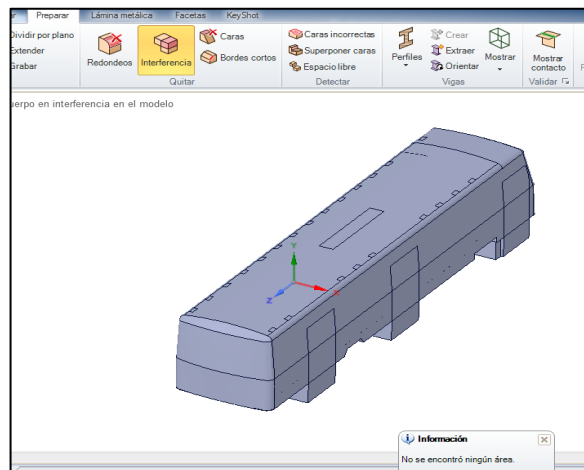 Preparar Lámina metálica Facetas KeyShot
Dividir por plano
Extender
Grabar
Redondeos
Interferencia
Caras
Bordes cortos
Quitar
Caras incorrectas
Superponer caras
Espacio libre
Detectar
Perfiles
Crear
Extraer
Orientar
Mostrar
Vigas
Mostrar
contacto
Validar
uerpo en interferencia en el modelo
Y
X
Z
Información
No se encontró ningún área.